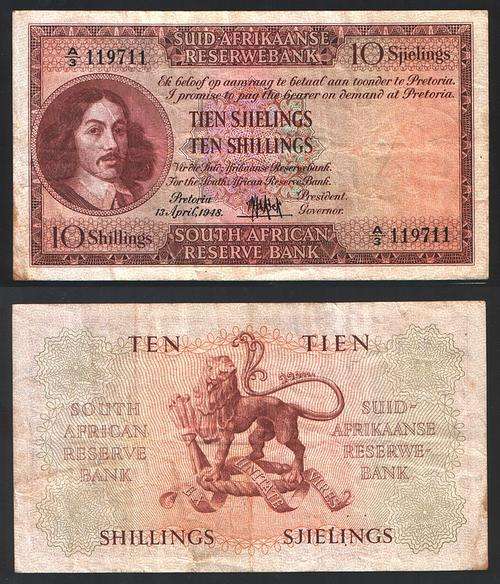 SUID-AFRIKAANSE
RESERWEBANK
A/3 119711
10 Sjielings
Ek beloof op aanvraag te betaal aan toonder te Pretoria.
I promise to pay the bearer on demand at Pretoria.
TIEN SJIELINGS
TEN SHILLINGS
Vir die Suid-Afrikaanse Reserwebank.
For the South African Reserve Bank.
Pretoria
President.
13. April, 1948.
Governor.
10 Shillings
SOUTH AFRICAN
RESERVE BANK
A/3 119711
TEN TIEN
SOUTH
AFRICAN
RESERVE
BANK
SUID-
AFRIKAANSE
RESERWE-
BANK
EX UNITATE VIRES
SHILLINGS SJIELINGS